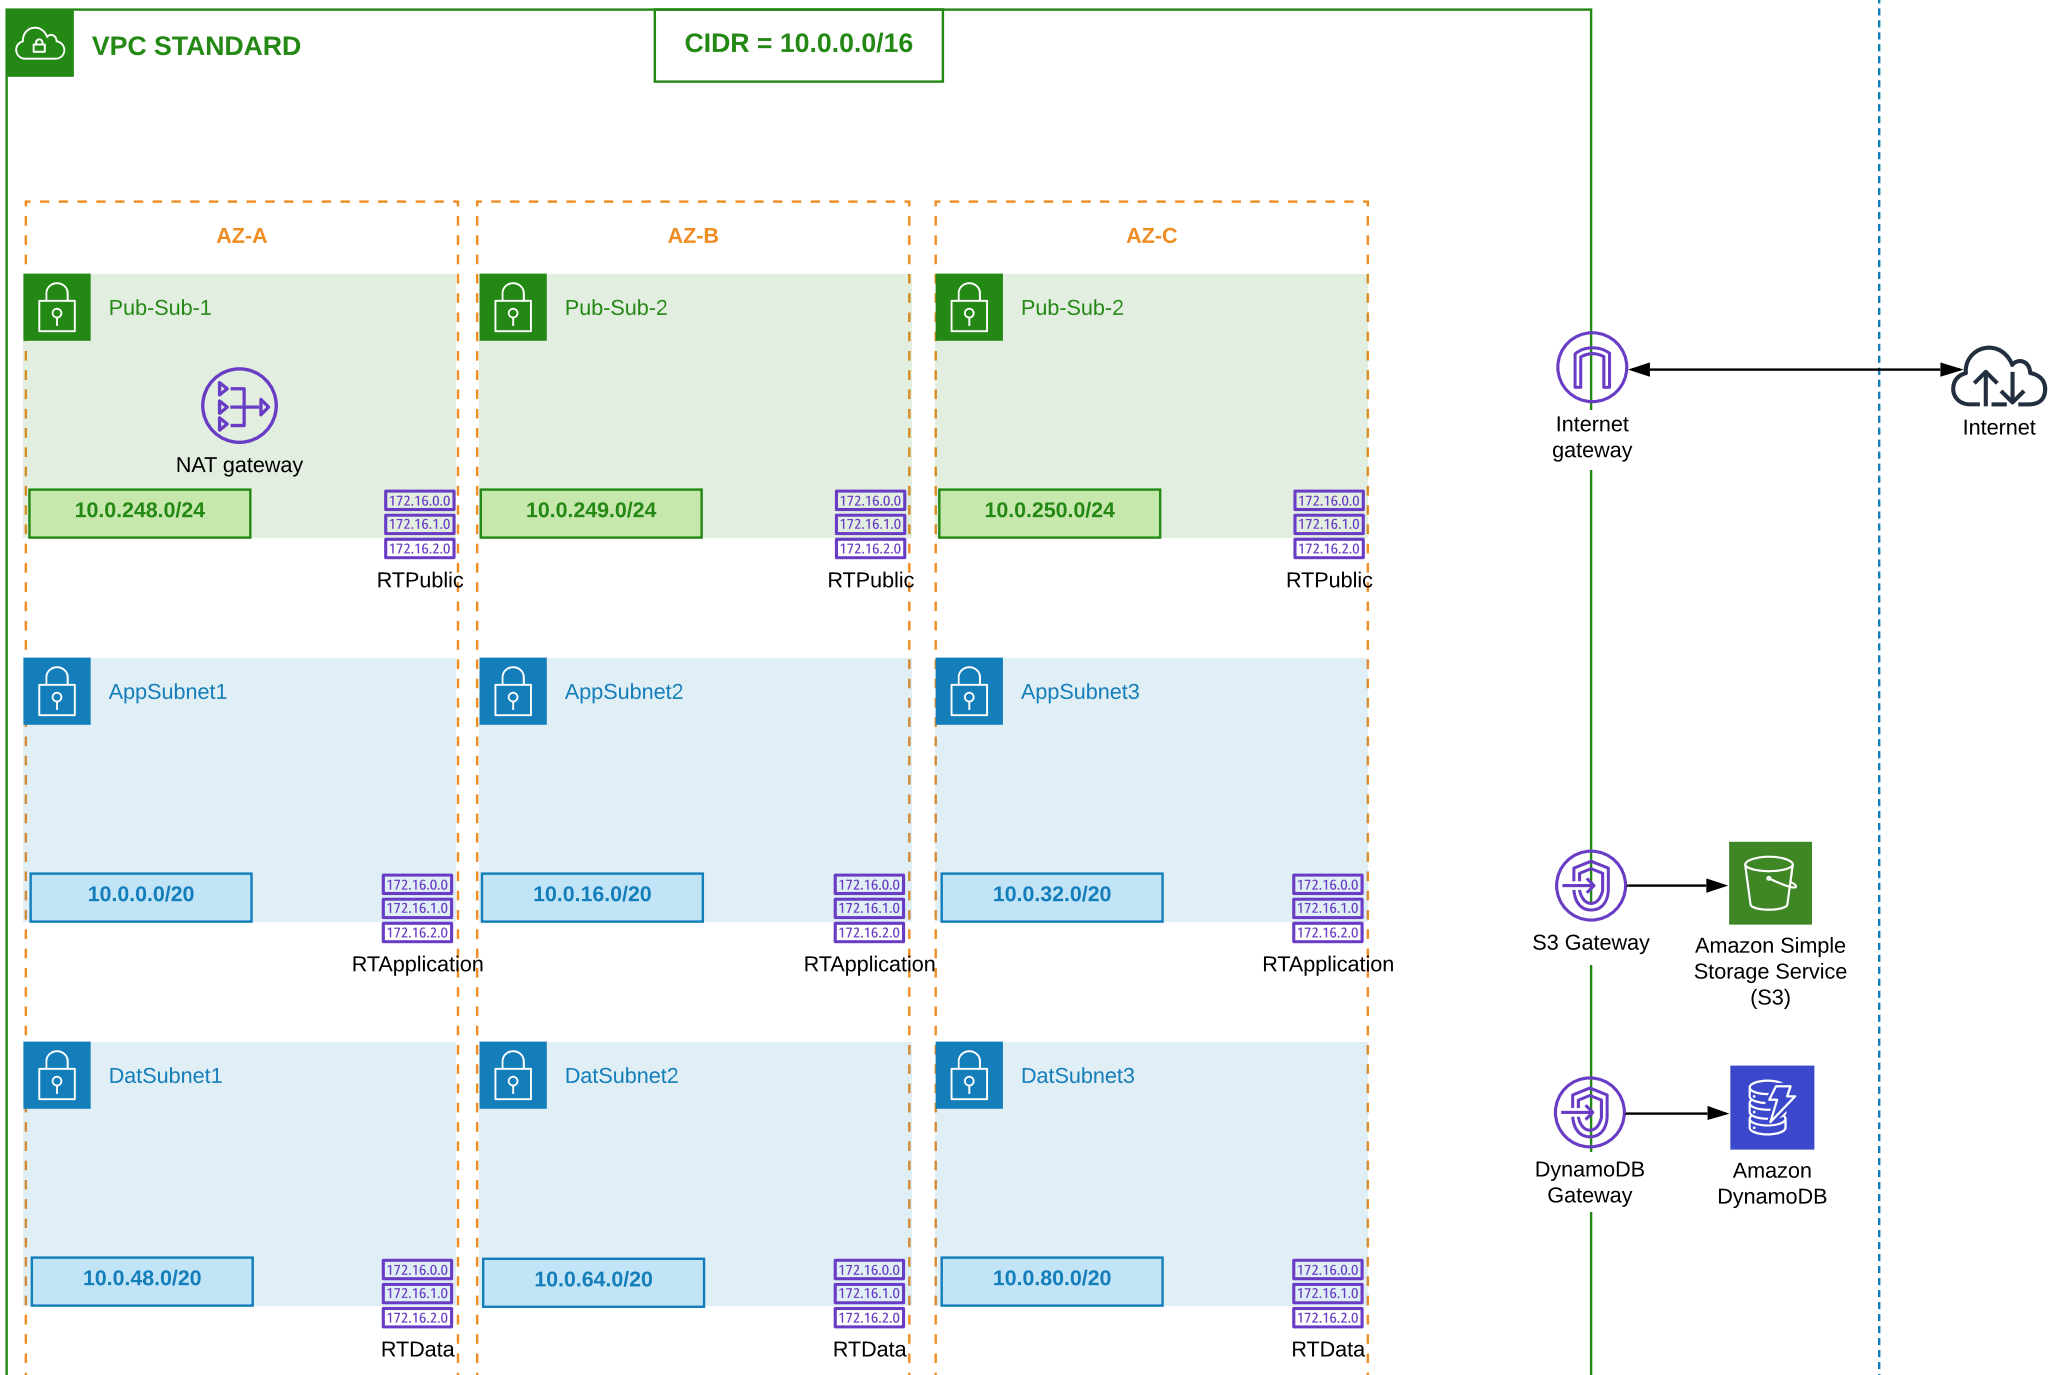 VPC STANDARD
CIDR = 10.0.0.0/16
AZ-A
AZ-B
AZ-C
Pub-Sub-1
Pub-Sub-2
Pub-Sub-2
NAT gateway
Internet
gateway
Internet
10.0.248.0/24
172.16.0.0
172.16.1.0
172.16.2.0
RTPublic
10.0.249.0/24
172.16.0.0
172.16.1.0
172.16.2.0
RTPublic
10.0.250.0/24
172.16.0.0
172.16.1.0
172.16.2.0
RTPublic
AppSubnet1
AppSubnet2
AppSubnet3
10.0.0.0/20
172.16.0.0
172.16.1.0
172.16.2.0
RTApplication
10.0.16.0/20
172.16.0.0
172.16.1.0
172.16.2.0
RTApplication
10.0.32.0/20
172.16.0.0
172.16.1.0
172.16.2.0
RTApplication
S3 Gateway
Amazon Simple
Storage Service
(S3)
DatSubnet1
DatSubnet2
DatSubnet3
DynamoDB
Gateway
Amazon
DynamoDB
10.0.48.0/20
172.16.0.0
172.16.1.0
172.16.2.0
RTData
10.0.64.0/20
172.16.0.0
172.16.1.0
172.16.2.0
RTData
10.0.80.0/20
172.16.0.0
172.16.1.0
172.16.2.0
RTData